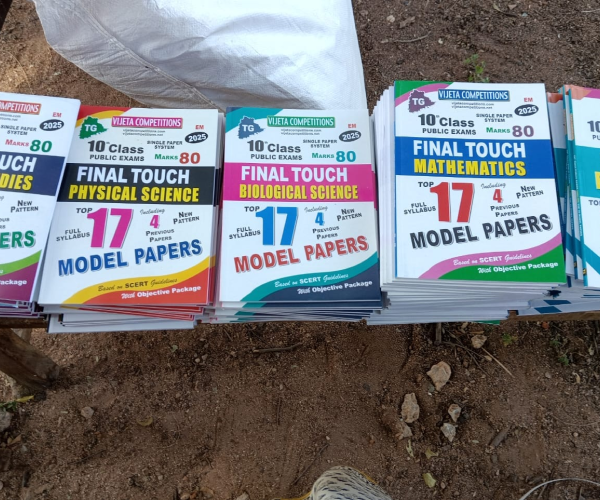 COMPETITIONS
EM
2025
SINGLE PAPER
SYSTEM
MARKS 80
OUCH
DIES
NEW
PATTERN
ERS
TG
VIJETA COMPETITIONS
vijetacompetitions.net
EM
2025
10th CLASS
PUBLIC EXAMS
SINGLE PAPER
SYSTEM
MARKS 80
FINAL TOUCH
PHYSICAL SCIENCE
TOP
17
FULL
SYLLABUS
Including
4
PREVIOUS
PAPERS
NEW
PATTERN
MODEL PAPERS
BASED ON SCERT Guidelines
With Objective Package
TG
VIJETA COMPETITIONS
EM
2025
10th CLASS
PUBLIC EXAMS
SINGLE PAPER
SYSTEM
MARKS 80
FINAL TOUCH
BIOLOGICAL SCIENCE
TOP
17
FULL
SYLLABUS
Including
4
PREVIOUS
PAPERS
NEW
PATTERN
MODEL PAPERS
BASED ON SCERT Guidelines
With Objective Package
TG
VIJETA COMPETITIONS
EM
2025
10th CLASS
PUBLIC EXAMS
SINGLE PAPER
SYSTEM
MARKS 80
FINAL TOUCH
MATHEMATICS
TOP
17
FULL
SYLLABUS
Including
4
PREVIOUS
PAPERS
NEW
PATTERN
MODEL PAPERS
BASED ON SCERT Guidelines
With Objective Package